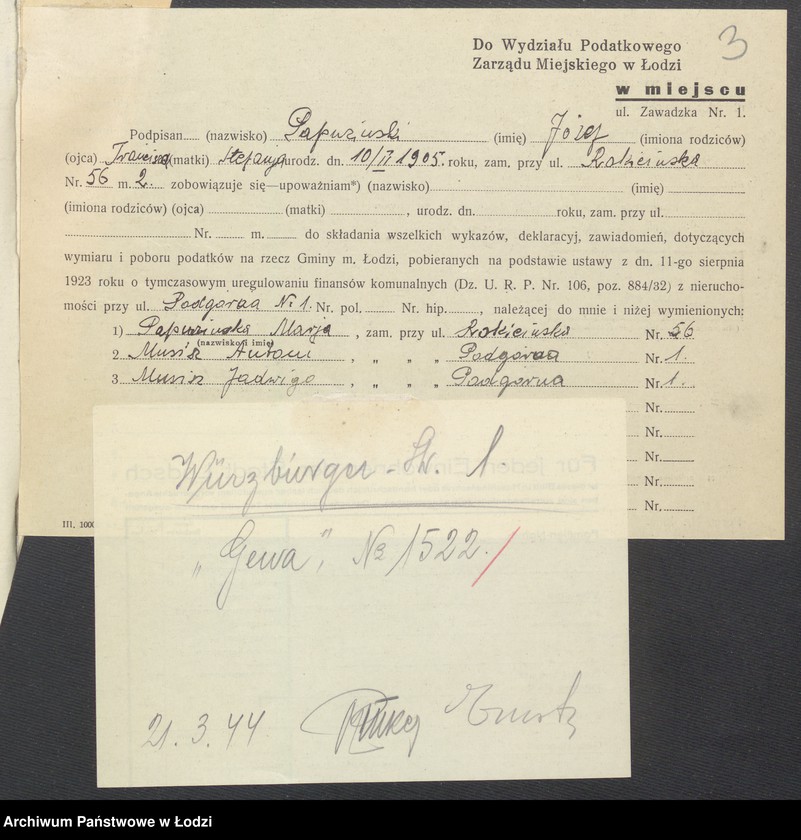 3
Do Wydziału Podatkowego
Zarządu Miejskiego w Łodzi
w miejscu
ul. Zawadzka Nr. 1.
Podpisan (nazwisko) Papuziński (imię) Józef (imiona rodziców)
(ojca) (matki) Stefanja urodz. dn. 10/II 1905 roku, zam. przy ul. Rokicińska
Nr. 56 m. 2. zobowiązuje się—upoważniam*) (nazwisko) (imię)
(imiona rodziców) (ojca) (matki) , urodz. dn. roku, zam. przy ul.
Nr. m. do składania wszelkich wykazów, deklaracyj, zawiadomień, dotyczących
wymiaru i poboru podatków na rzecz Gminy m. Łodzi, pobieranych na podstawie ustawy z dn. 11-go sierpnia
1923 roku o tymczasowym uregulowaniu finansów komunalnych (Dz. U. R. P. Nr. 106, poz. 884/32) z nierucho-
mości przy ul. Podgórna No 1. Nr. pol. Nr. hip. , należącej do mnie i niżej wymienionych:
1) Papuzińska Marja , zam. przy ul. Rokicińska Nr. 56
(nazwisko i imię)
2 Antoni , „ „ „ Podgórna Nr. 1.
3 Jadwiga , „ „ „ Podgórna Nr. 1.
Nr.
Nr.
Nr.
Nr.
Nr.
III. 1000
Würzburger-Str. 1
„Gewa", No 1522./
21. 3. 44
Archiwum Państwowe w Łodzi